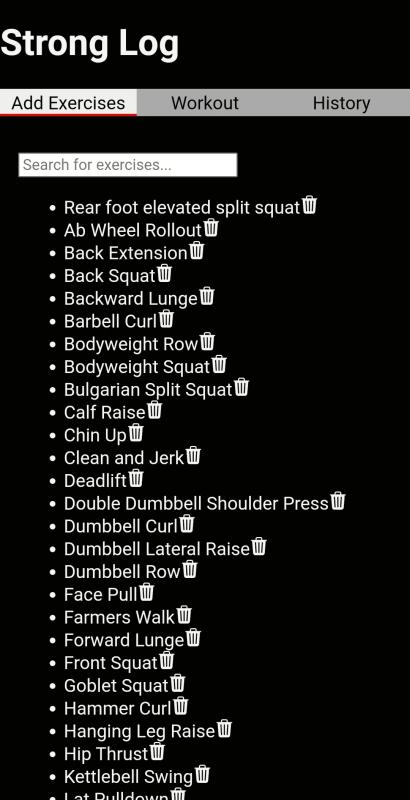 Strong Log
Add Exercises
Workout
History
Search for exercises...
Rear foot elevated split squat
Ab Wheel Rollout
Back Extension
Back Squat
Backward Lunge
Barbell Curl
Bodyweight Row
Bodyweight Squat
Bulgarian Split Squat
Calf Raise
Chin Up
Clean and Jerk
Deadlift
Double Dumbbell Shoulder Press
Dumbbell Curl
Dumbbell Lateral Raise
Dumbbell Row
Face Pull
Farmers Walk
Forward Lunge
Front Squat
Goblet Squat
Hammer Curl
Hanging Leg Raise
Hip Thrust
Kettlebell Swing
Lat Pulldown